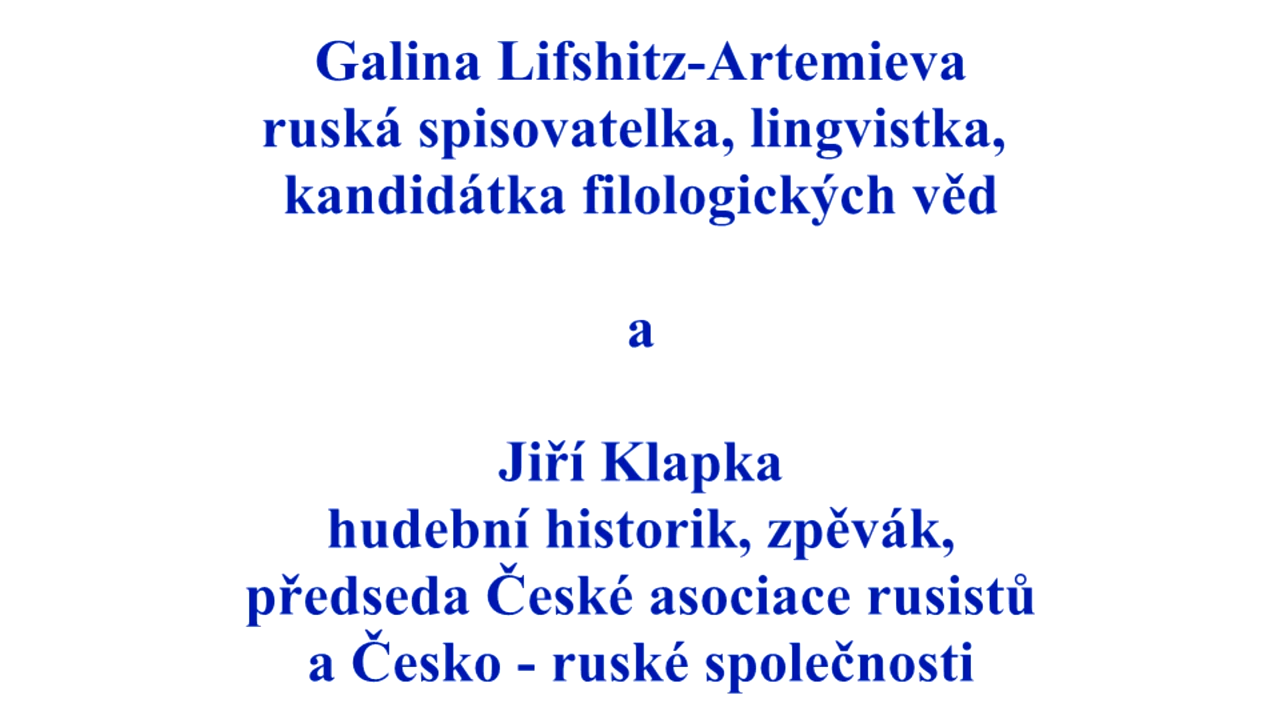 Galina Lifshitz-Artemieva
ruská spisovatelka, lingvistka,
kandidátka filologických věd
a
Jiří Klapka
hudební historik, zpěvák,
předseda České asociace rusistů
a Česko - ruské společnosti